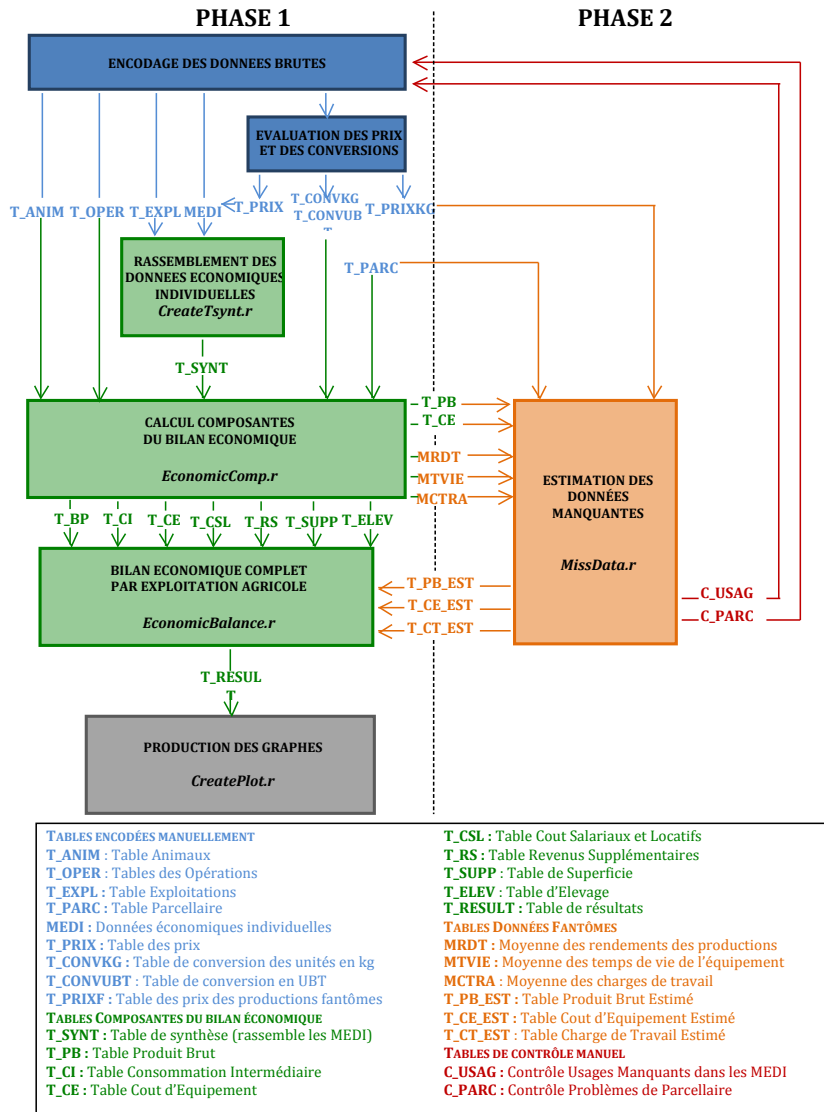 PHASE 1
PHASE 2
ENCODAGE DES DONNEES BRUTES
EVALUATION DES PRIX
ET DES CONVERSIONS
T_ANIM
T_OPER
T_EXPL
MEDI
T_PRIX
T_CONVKG
T_CONVUB
T
T_PRIXKG
RASSEMBLEMENT DES
DONNEES ECONOMIQUES
INDIVIDUELLES
CreateTsynt.r
T_PARC
T_SYNT
CALCUL COMPOSANTES
DU BILAN ECONOMIQUE
EconomicComp.r
T_PB
T_CE
MRDT
MTVIE
MCTRA
ESTIMATION DES
DONNÉES
MANQUANTES
MissData.r
T_BP
T_CI
T_CE
T_CSL
T_RS
T_SUPP
T_ELEV
BILAN ECONOMIQUE COMPLET
PAR EXPLOITATION AGRICOLE
EconomicBalance.r
T_PB_EST
T_CE_EST
T_CT_EST
C_USAG
C_PARC
T_RESUL
T
PRODUCTION DES GRAPHES
CreatePlot.r
TABLES ENCODÉES MANUELLEMENT
T_ANIM : Table Animaux
T_OPER : Tables des Opérations
T_EXPL : Table Exploitations
T_PARC : Table Parcellaire
MEDI : Données économiques individuelles
T_PRIX : Table des prix
T_CONVKG : Table de conversion des unités en kg
T_CONVUBT : Table de conversion en UBT
T_PRIXF : Table des prix des productions fantômes
TABLES COMPOSANTES DU BILAN ÉCONOMIQUE
T_SYNT : Table de synthèse (rassemble les MEDI)
T_PB : Table Produit Brut
T_CI : Table Consommation Intermédiaire
T_CE : Table Cout d'Equipement
T_CSL : Table Cout Salariaux et Locatifs
T_RS : Table Revenus Supplémentaires
T_SUPP : Table de Superficie
T_ELEV : Table d'Elevage
T_RESULT : Table de résultats
TABLES DONNÉES FANTÔMES
MRDT : Moyenne des rendements des productions
MTVIE : Moyenne des temps de vie de l'équipement
MCTRA : Moyenne des charges de travail
T_PB_EST : Table Produit Brut Estimé
T_CE_EST : Table Cout d'Equipement Estimé
T_CT_EST : Table Charge de Travail Estimé
TABLES DE CONTRÔLE MANUEL
C_USAG : Contrôle Usages Manquants dans les MEDI
C_PARC : Contrôle Problèmes de Parcellaire